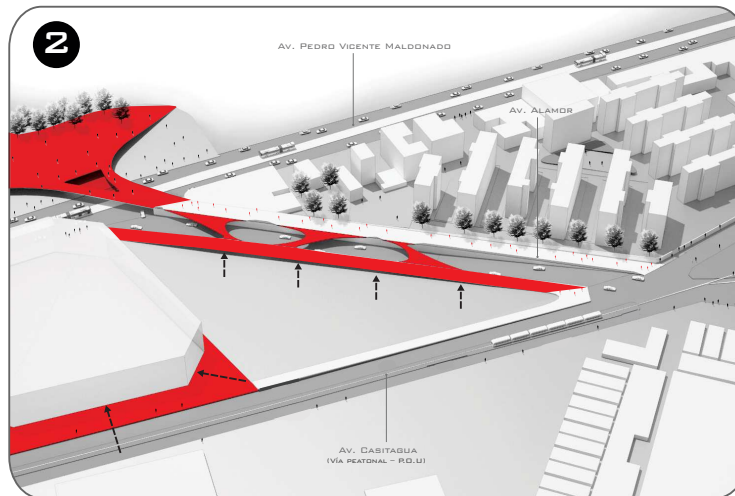 2
Av. Pedro Vicente Maldonado
Av. Alamor
Av. Casitagua
(Vía peatonal – P.O.U)